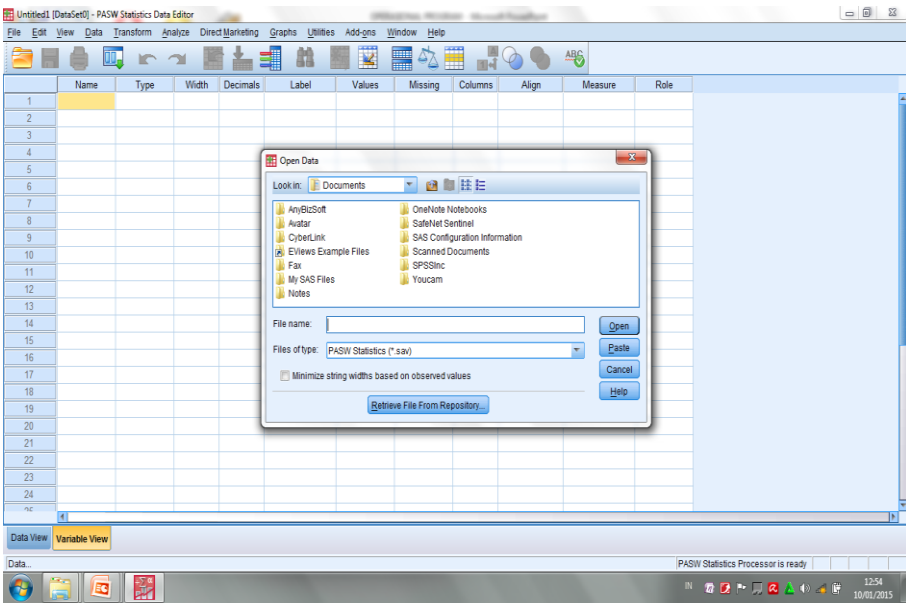 Untitled1 [DataSet0] - PASW Statistics Data Editor
File Edit View Data Transform Analyze Direct Marketing Graphs Utilities Add-ons Window Help
Name Type Width Decimals Label Values Missing Columns Align Measure Role
1
2
3
4
5
6
7
8
9
10
11
12
13
14
15
16
17
18
19
20
21
22
23
24
Open Data
Look in: Documents
AnyBizSoft OneNote Notebooks
Avatar SafeNet Sentinel
CyberLink SAS Configuration Information
EViews Example Files Scanned Documents
Fax SPSSInc
My SAS Files Youcam
Notes
File name: Open
Files of type: PASW Statistics (*.sav) Paste
Minimize string widths based on observed values Cancel
Help
Retrieve File From Repository...
Data View Variable View
Data... PASW Statistics Processor is ready
IN 12:54
10/01/2015